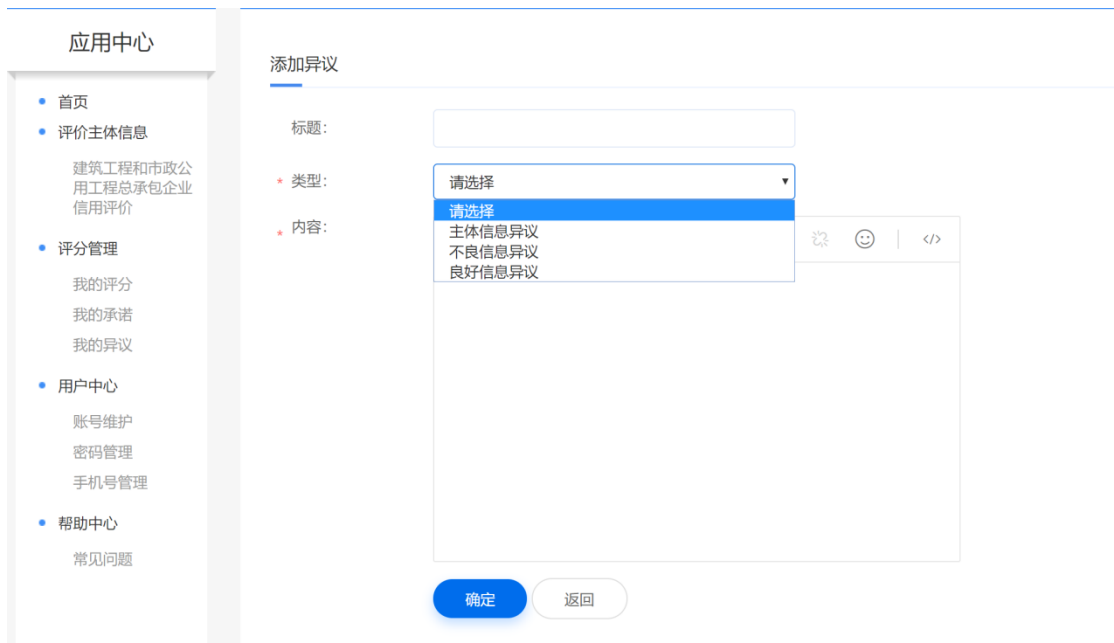 应用中心
首页
评价主体信息
建筑工程和市政公
用工程总承包企业
信用评价
评分管理
我的评分
我的承诺
我的异议
用户中心
账号维护
密码管理
手机号管理
帮助中心
常见问题
添加异议
标题：
* 类型：
请选择
请选择
主体信息异议
不良信息异议
良好信息异议
* 内容：
</>
确定
返回